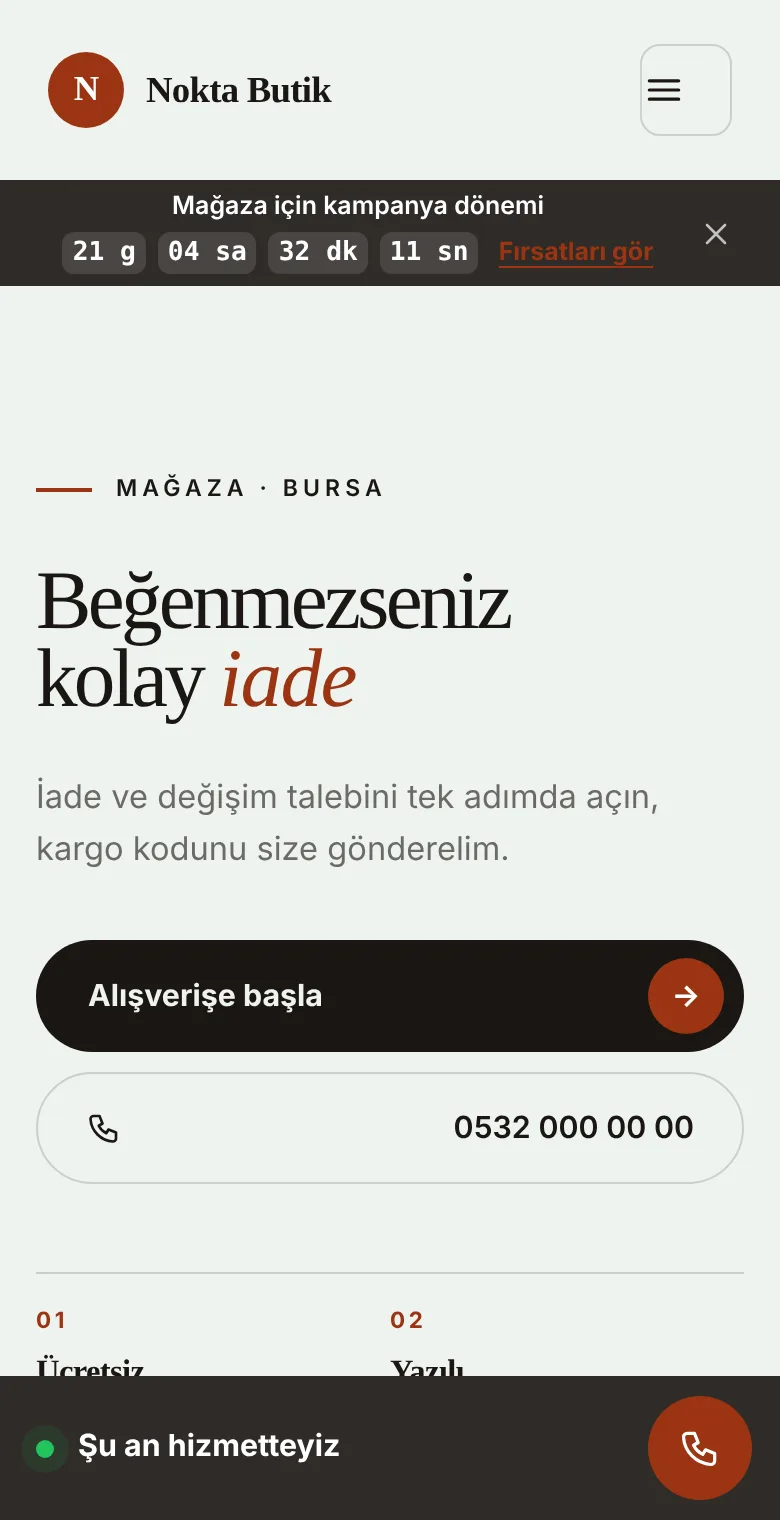 N
Nokta Butik
Mağaza için kampanya dönemi
21 g 04 sa 32 dk 11 sn Fırsatları gör
MAĞAZA · BURSA
Beğenmezseniz
kolay iade
İade ve değişim talebini tek adımda açın,
kargo kodunu size gönderelim.
Alışverişe başla
0532 000 00 00
01 02
Ücretsiz Yazılı
Şu an hizmetteyiz